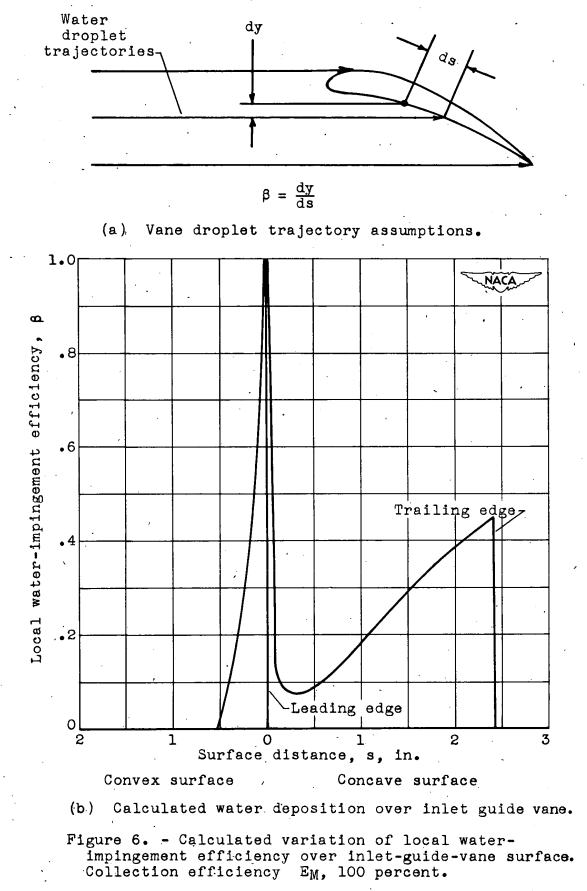 Water
droplet
trajectories
dy
ds
β = dy/ds
(a) Vane droplet trajectory assumptions.
NACA
1.0
.8
.6
.4
.2
0
Local water-impingement efficiency, β
Trailing edge
Leading edge
2 1 0 1 2 3
Surface distance, s, in.
Convex surface Concave surface
(b) Calculated water deposition over inlet guide vane.
Figure 6. - Calculated variation of local water-
impingement efficiency over inlet-guide-vane surface.
Collection efficiency EM, 100 percent.